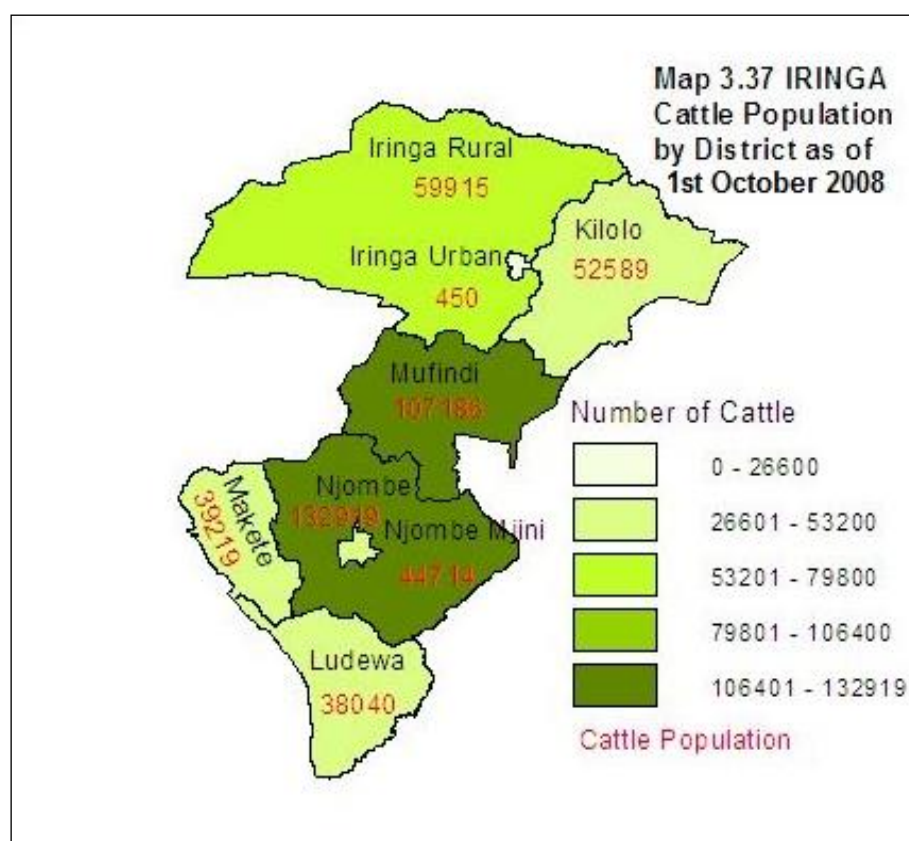 Map 3.37 IRINGA
Cattle Population
by District as of
1st October 2008
Iringa Rural
59915
Kilolo
52589
Iringa Urban
450
Mufindi
107186
Njombe
132919
Njombe Mjini
44714
Makete
39219
Ludewa
38040
Number of Cattle
0 - 26600
26601 - 53200
53201 - 79800
79801 - 106400
106401 - 132919
Cattle Population